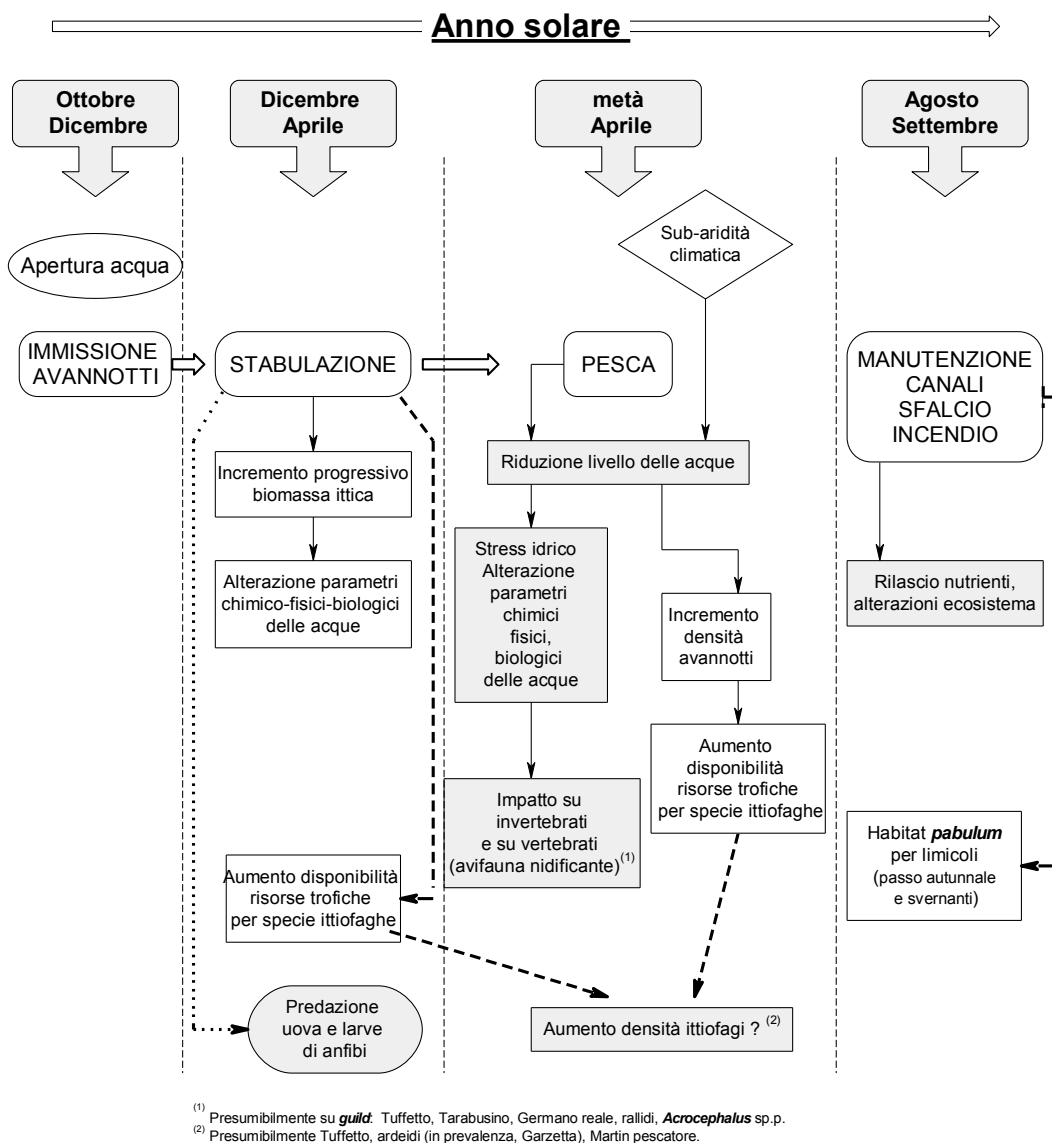 Anno solare
Ottobre
Dicembre
Dicembre
Aprile
metà
Aprile
Agosto
Settembre
Apertura acqua
Sub-aridità
climatica
IMMISSIONE
AVANNOTTI
STABULAZIONE
PESCA
MANUTENZIONE
CANALI
SFALCIO
INCENDIO
Incremento progressivo
biomassa ittica
Alterazione parametri
chimico-fisici-biologici
delle acque
Aumento disponibilità
risorse trofiche
per specie ittiofaghe
Predazione
uova e larve
di anfibi
Riduzione livello delle acque
Stress idrico
Alterazione
parametri
chimici
fisici,
biologici
delle acque
Impatto su
invertebrati
e su vertebrati
(avifauna nidificante)(1)
Incremento
densità
avannotti
Aumento
disponibilità
risorse trofiche
per specie ittiofaghe
Aumento densità ittiofagi ? (2)
Rilascio nutrienti,
alterazioni ecosistema
Habitat pabulum
per limicoli
(passo autunnale
e svernanti)
(1) Presumibilmente su guild: Tuffetto, Tarabusino, Germano reale, rallidi, Acrocephalus sp.p.
(2) Presumibilmente Tuffetto, ardeidi (in prevalenza, Garzetta), Martin pescatore.